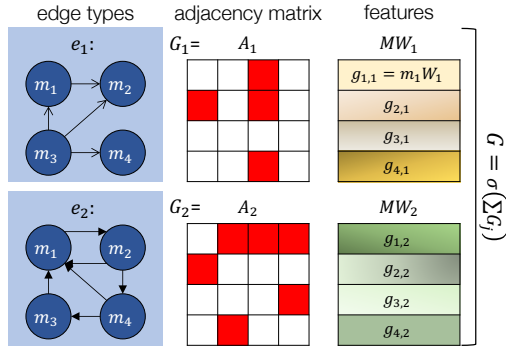 edge types adjacency matrix features
e₁: G₁= A₁ MW₁
m₁ m₂ g₁,₁ = m₁W₁
g₂,₁
m₃ m₄ g₃,₁
g₄,₁
e₂: G₂= A₂ MW₂
m₁ m₂ g₁,₂
g₂,₂
m₃ m₄ g₃,₂
g₄,₂
G = σ(ΣGⱼ)